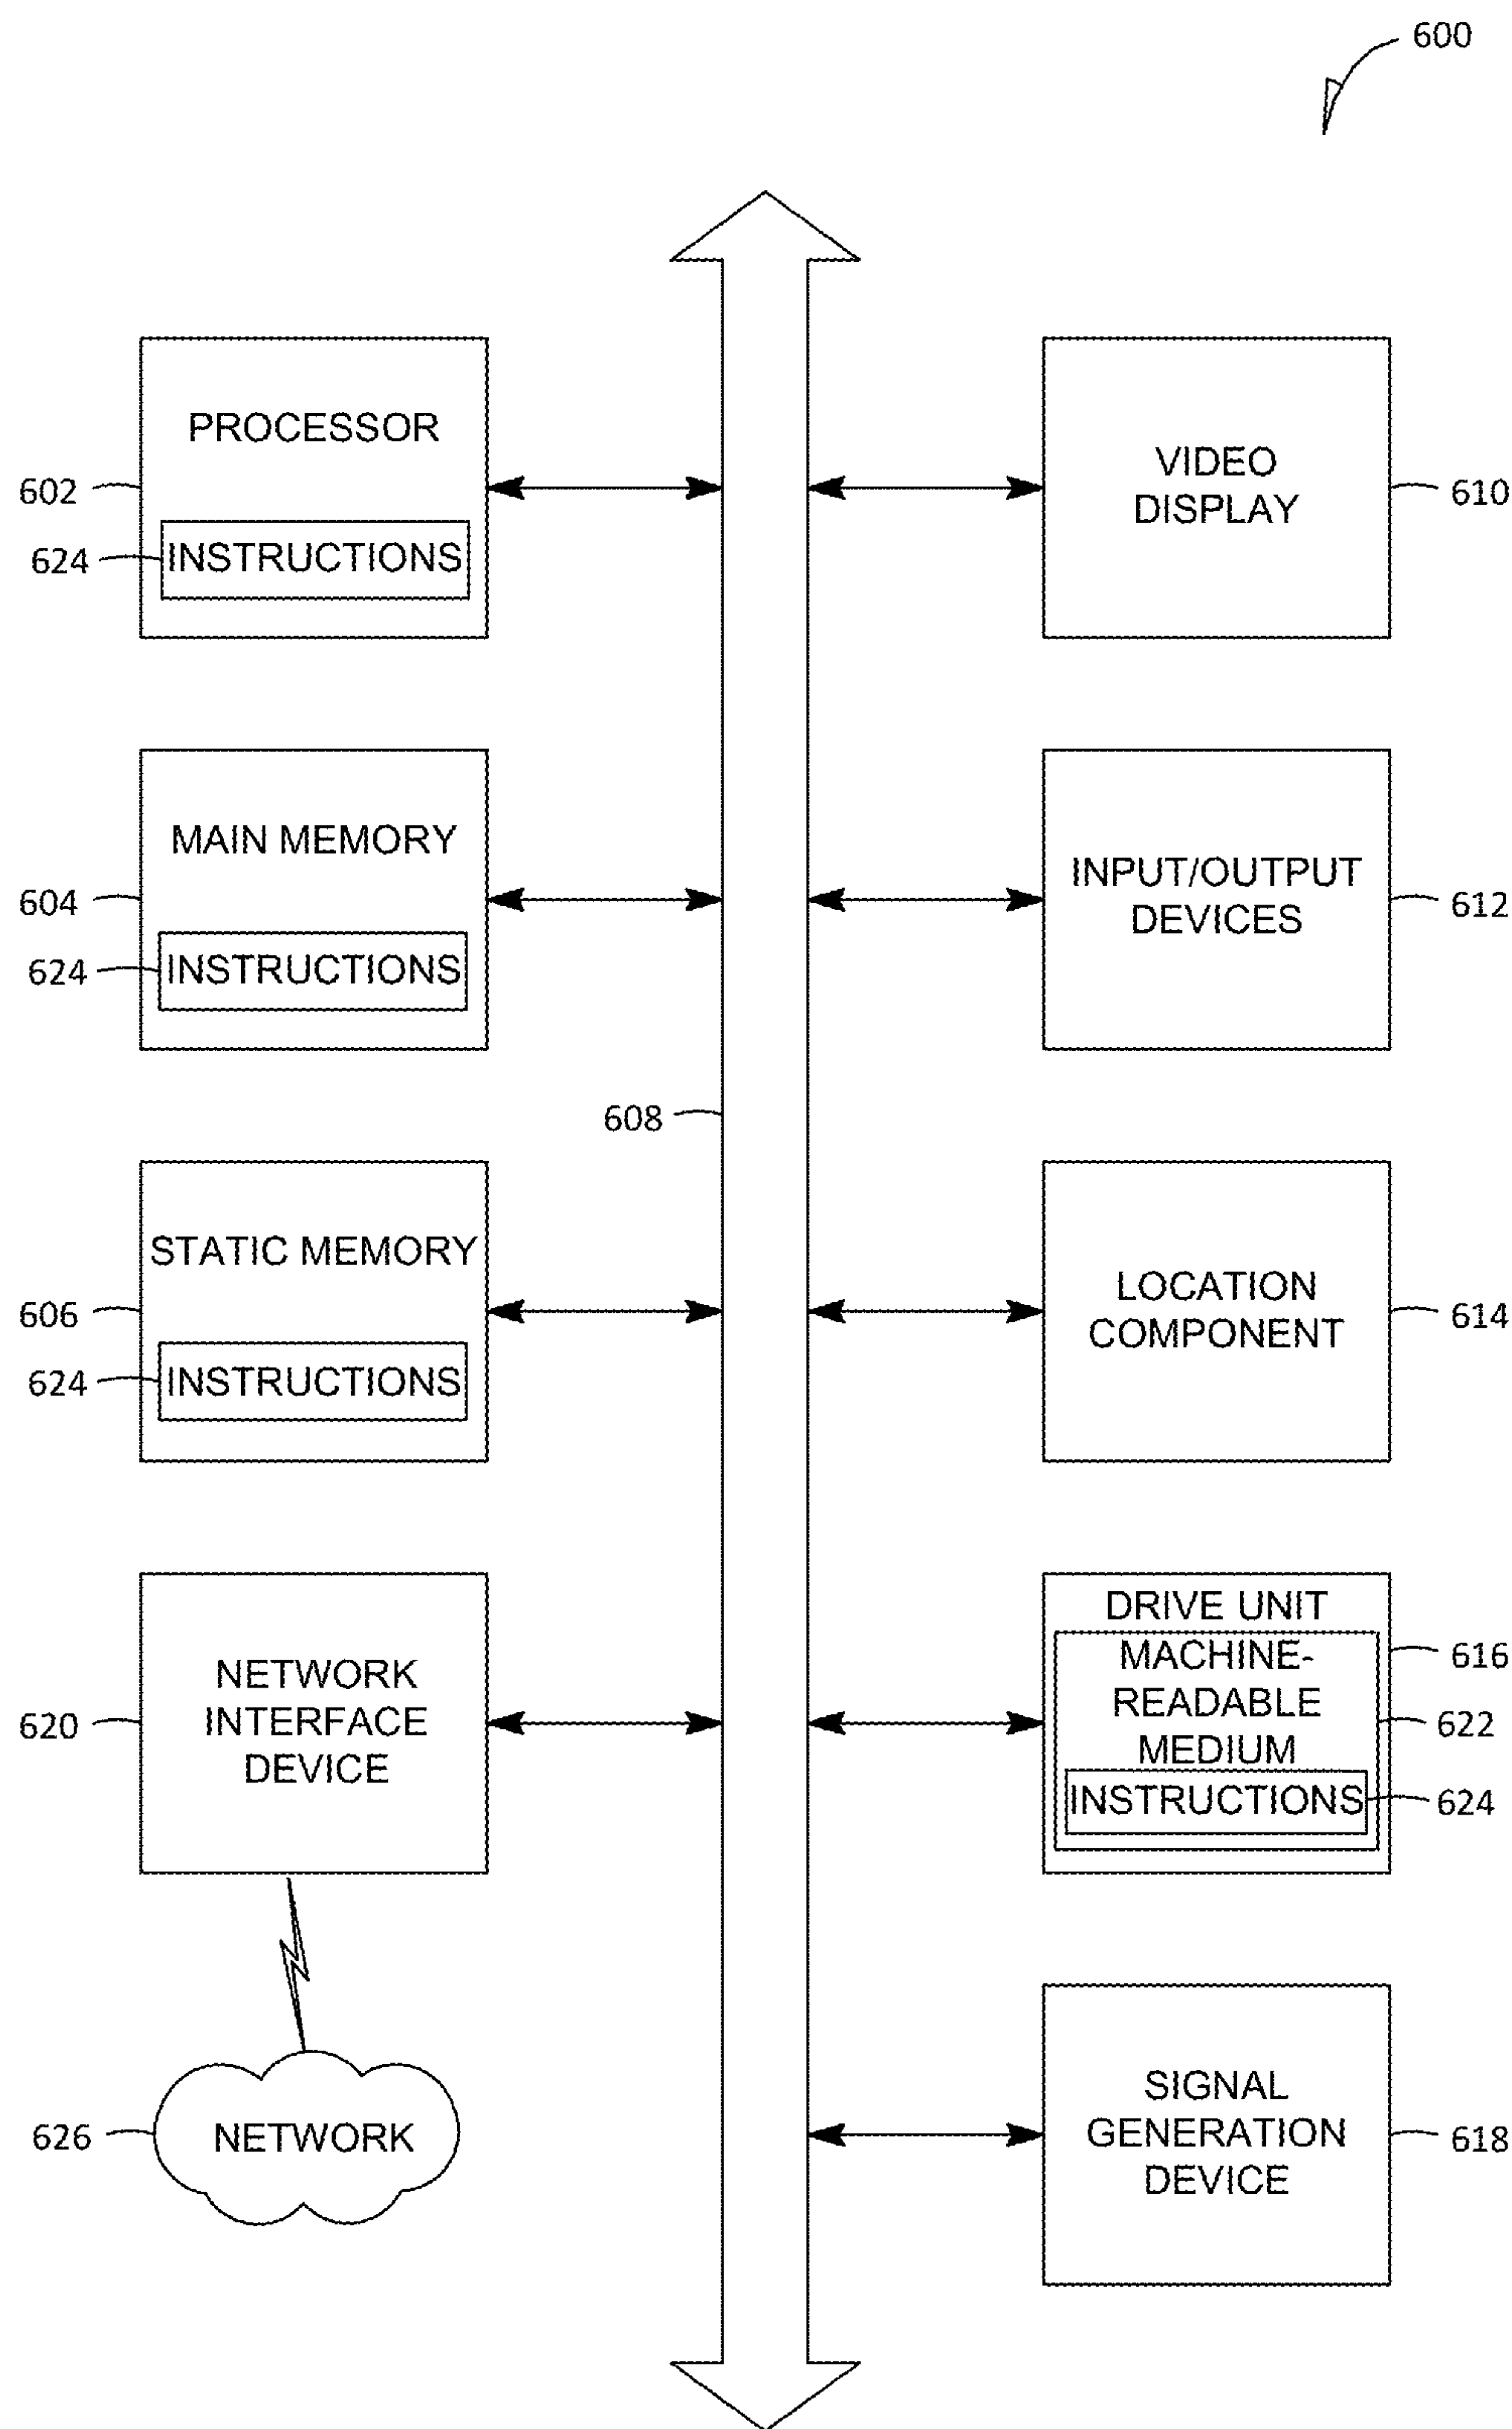 600
PROCESSOR
602
624
INSTRUCTIONS
VIDEO
DISPLAY
610
MAIN MEMORY
604
624
INSTRUCTIONS
INPUT/OUTPUT
DEVICES
612
608
STATIC MEMORY
606
624
INSTRUCTIONS
LOCATION
COMPONENT
614
NETWORK
INTERFACE
DEVICE
620
DRIVE UNIT
616
MACHINE-
READABLE
MEDIUM
622
INSTRUCTIONS
624
626
NETWORK
SIGNAL
GENERATION
DEVICE
618